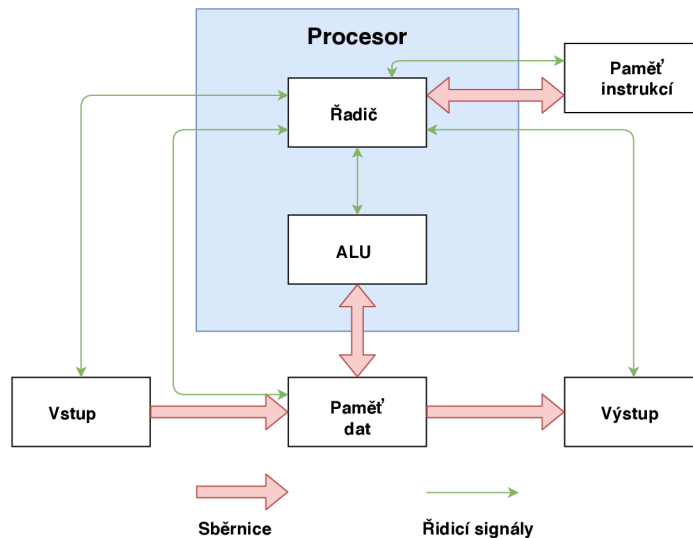 Procesor
Řadič
Paměť
instrukcí
ALU
Vstup
Paměť
dat
Výstup
Sběrnice
Řidicí signály